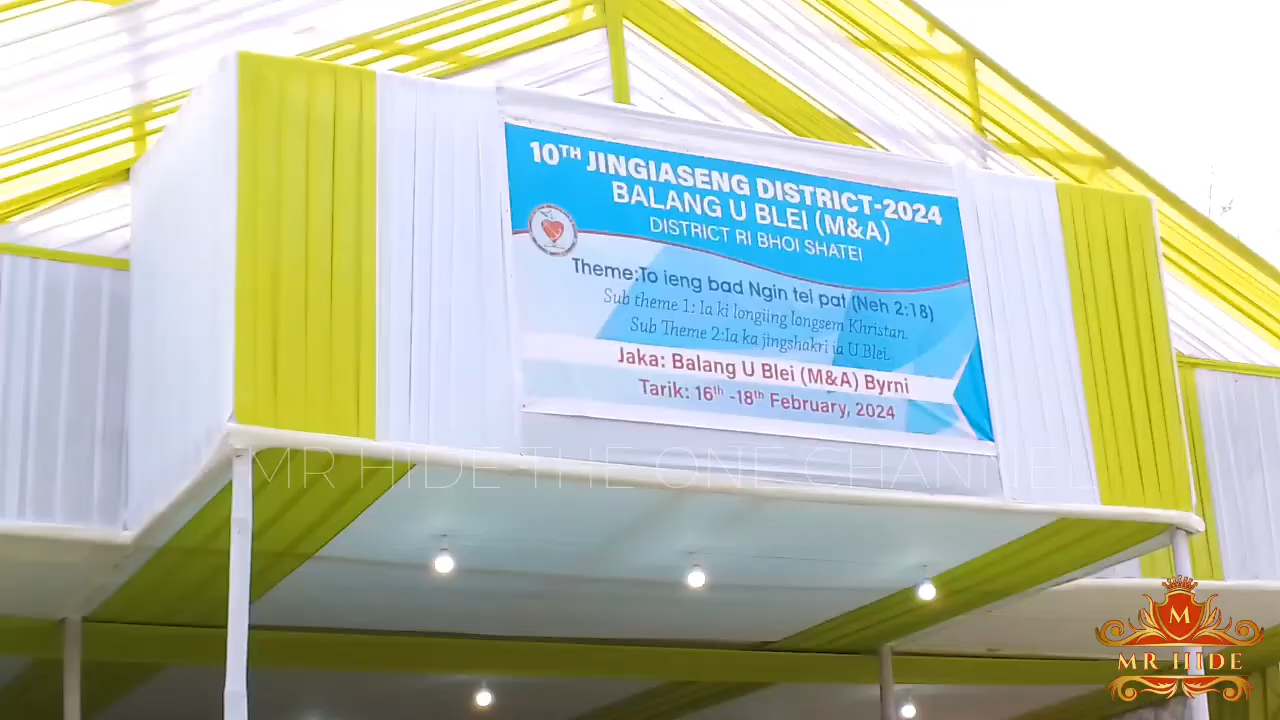 10TH JINGIASENG DISTRICT-2024
BALANG U BLEI (M&A)
DISTRICT RI BHOI SHATEI
Theme:To ieng bad Ngin tei pat (Neh 2:18)
Sub theme 1: Ia ki longiing longsem Khristan.
Sub Theme 2:Ia ka jingshakri ia U Blei.
Jaka: Balang U Blei (M&A) Byrni
Tarik: 16th -18th February, 2024
MR HIDE THE ONE CHANNEL
M
MR HIDE